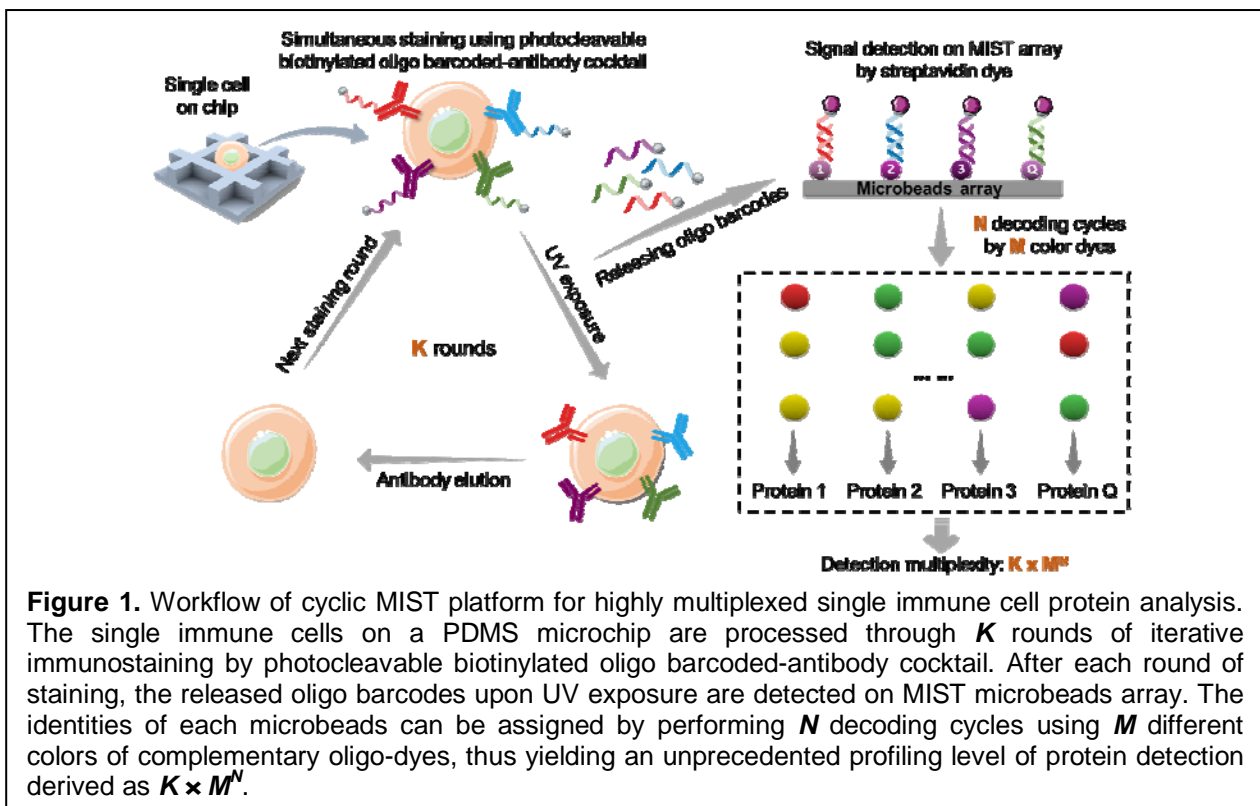 Simultaneous staining using photocleavable
biotinylated oligo barcoded-antibody cocktail
Single cell
on chip
Signal detection on MIST array
by streptavidin dye
1 2 3 Q
Microbeads array
Releasing oligo barcodes
UV exposure
Next staining round
K rounds
Antibody elution
N decoding cycles
by M color dyes
... ...
Protein 1 Protein 2 Protein 3 Protein Q
Detection multiplexity: K x M^N
Figure 1. Workflow of cyclic MIST platform for highly multiplexed single immune cell protein analysis.
The single immune cells on a PDMS microchip are processed through K rounds of iterative
immunostaining by photocleavable biotinylated oligo barcoded-antibody cocktail. After each round of
staining, the released oligo barcodes upon UV exposure are detected on MIST microbeads array. The
identities of each microbeads can be assigned by performing N decoding cycles using M different
colors of complementary oligo-dyes, thus yielding an unprecedented profiling level of protein detection
derived as K × M^N.